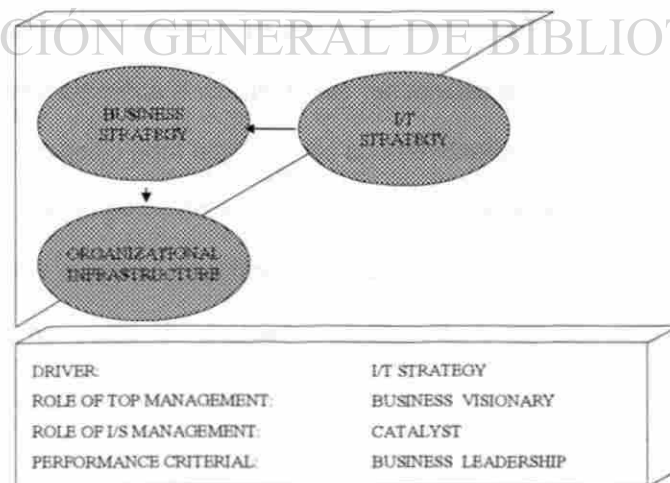 CIÓN GENERAL DE BIBLIO
BUSINESS
STRATEGY
I/T
STRATEGY
ORGANIZATIONAL
INFRASTRUCTURE
DRIVER: I/T STRATEGY
ROLE OF TOP MANAGEMENT: BUSINESS VISIONARY
ROLE OF I/S MANAGEMENT: CATALYST
PERFORMANCE CRITERIAL: BUSINESS LEADERSHIP